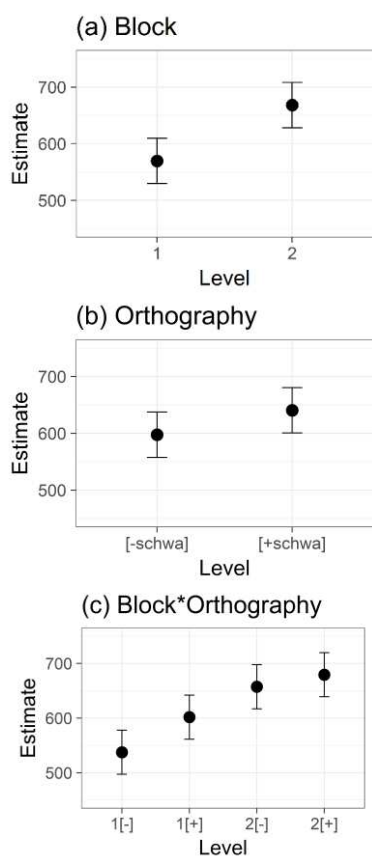 (a) Block
Estimate
700
600
500
1 2
Level
(b) Orthography
Estimate
700
600
500
[-schwa] [+schwa]
Level
(c) Block*Orthography
Estimate
700
600
500
1[-] 1[+] 2[-] 2[+]
Level